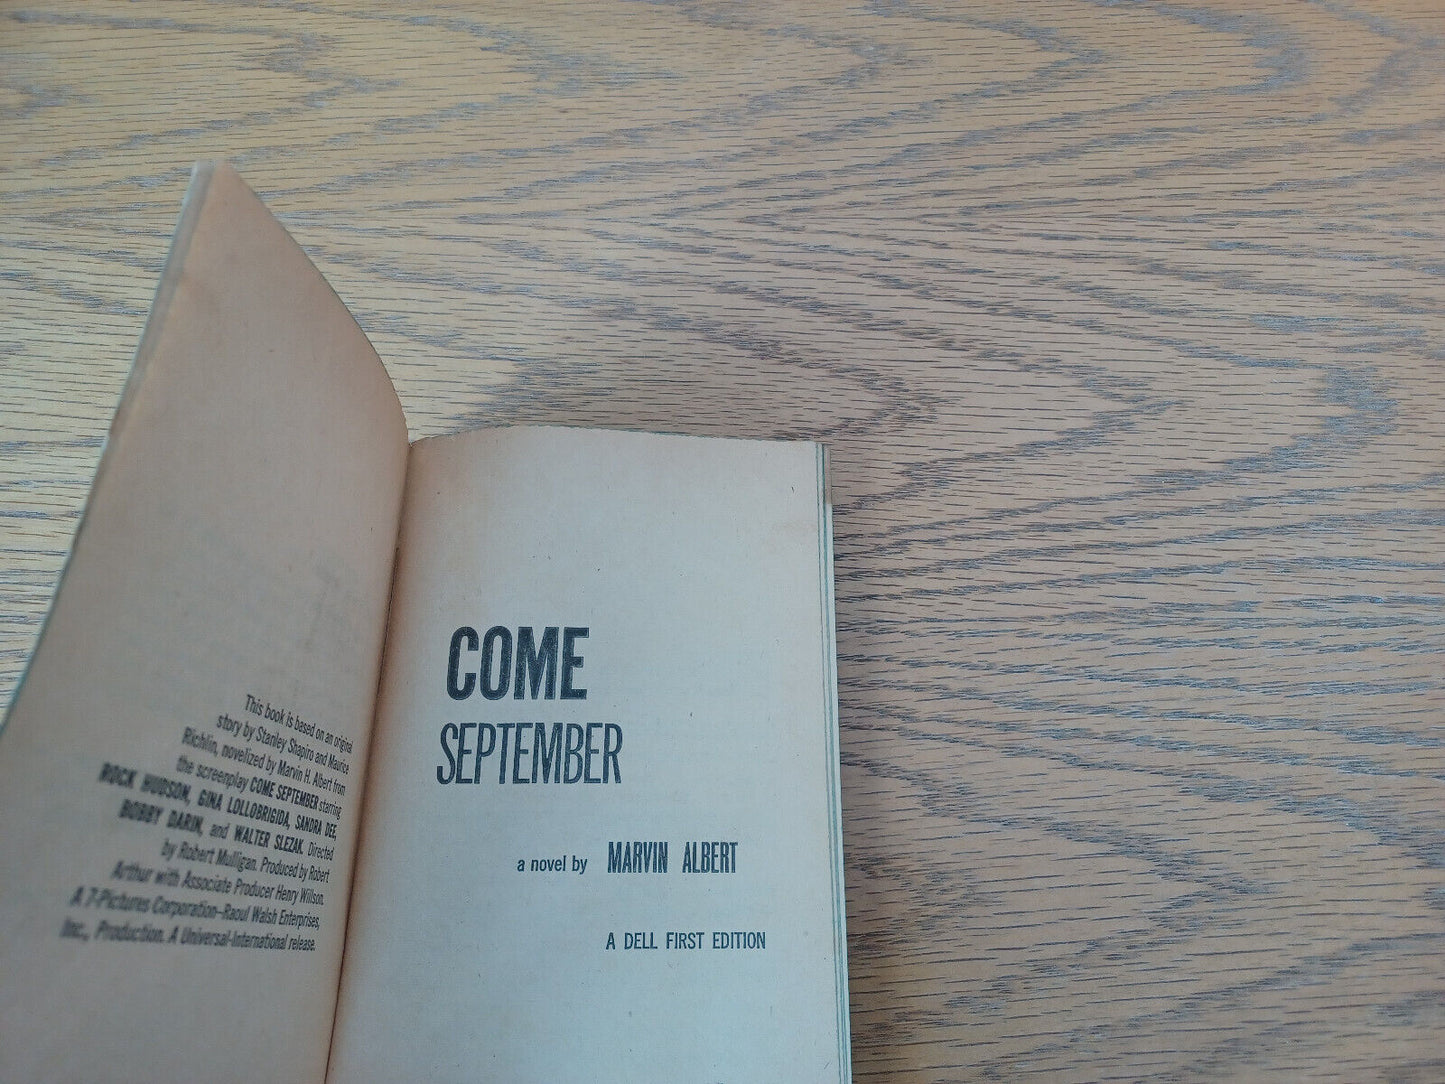 This book is based on an original
story by Stanley Shapiro and Maurice
Richlin, novelized by Marvin H. Albert from
the screenplay COME SEPTEMBER starring
ROCK HUDSON, GINA LOLLOBRIGIDA, SANDRA DEE,
BOBBY DARIN, and WALTER SLEZAK. Directed
by Robert Mulligan. Produced by Robert
Arthur with Associate Producer Henry Willson.
A 7-Pictures Corporation–Raoul Walsh Enterprises,
Inc., Production. A Universal-International release.
COME
SEPTEMBER
a novel by MARVIN ALBERT
A DELL FIRST EDITION